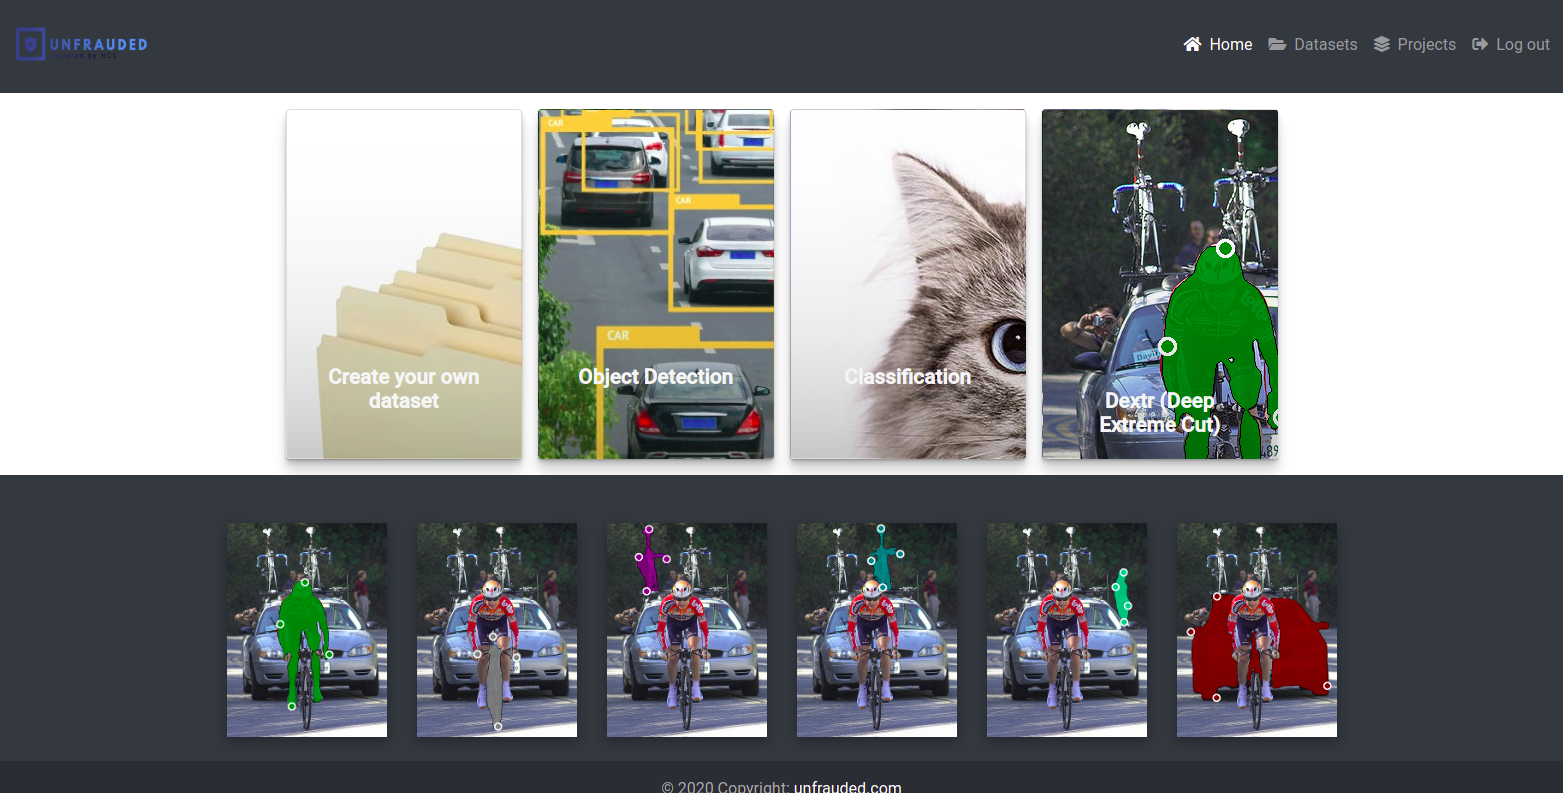 UNFRAUDED
Home
Datasets
Projects
Log out
CAR
CAR
CAR
Create your own
dataset
Object Detection
Classification
Dextr (Deep
Extreme Cut)
© 2020 Copyright: unfrauded.com